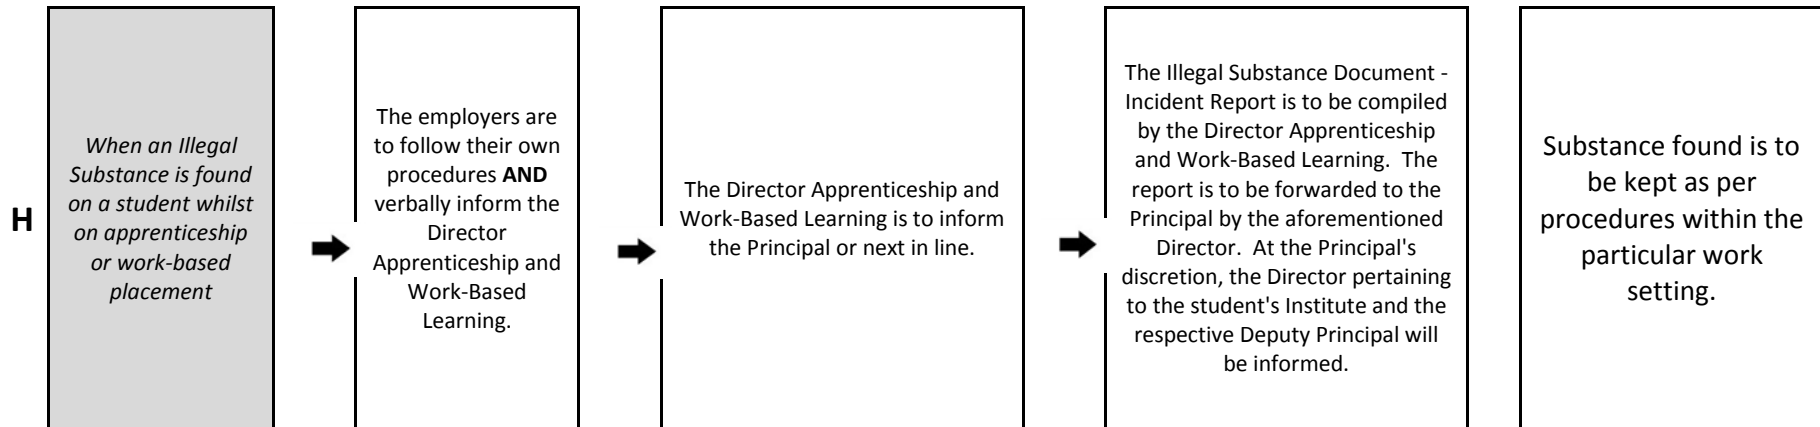 H
When an Illegal
Substance is found
on a student whilst
on apprenticeship
or work-based
placement
The employers are
to follow their own
procedures AND
verbally inform the
Director
Apprenticeship and
Work-Based
Learning.
The Director Apprenticeship and
Work-Based Learning is to inform
the Principal or next in line.
The Illegal Substance Document -
Incident Report is to be compiled
by the Director Apprenticeship
and Work-Based Learning.  The
report is to be forwarded to the
Principal by the aforementioned
Director.  At the Principal's
discretion, the Director pertaining
to the student's Institute and the
respective Deputy Principal will
be informed.
Substance found is to
be kept as per
procedures within the
particular work
setting.